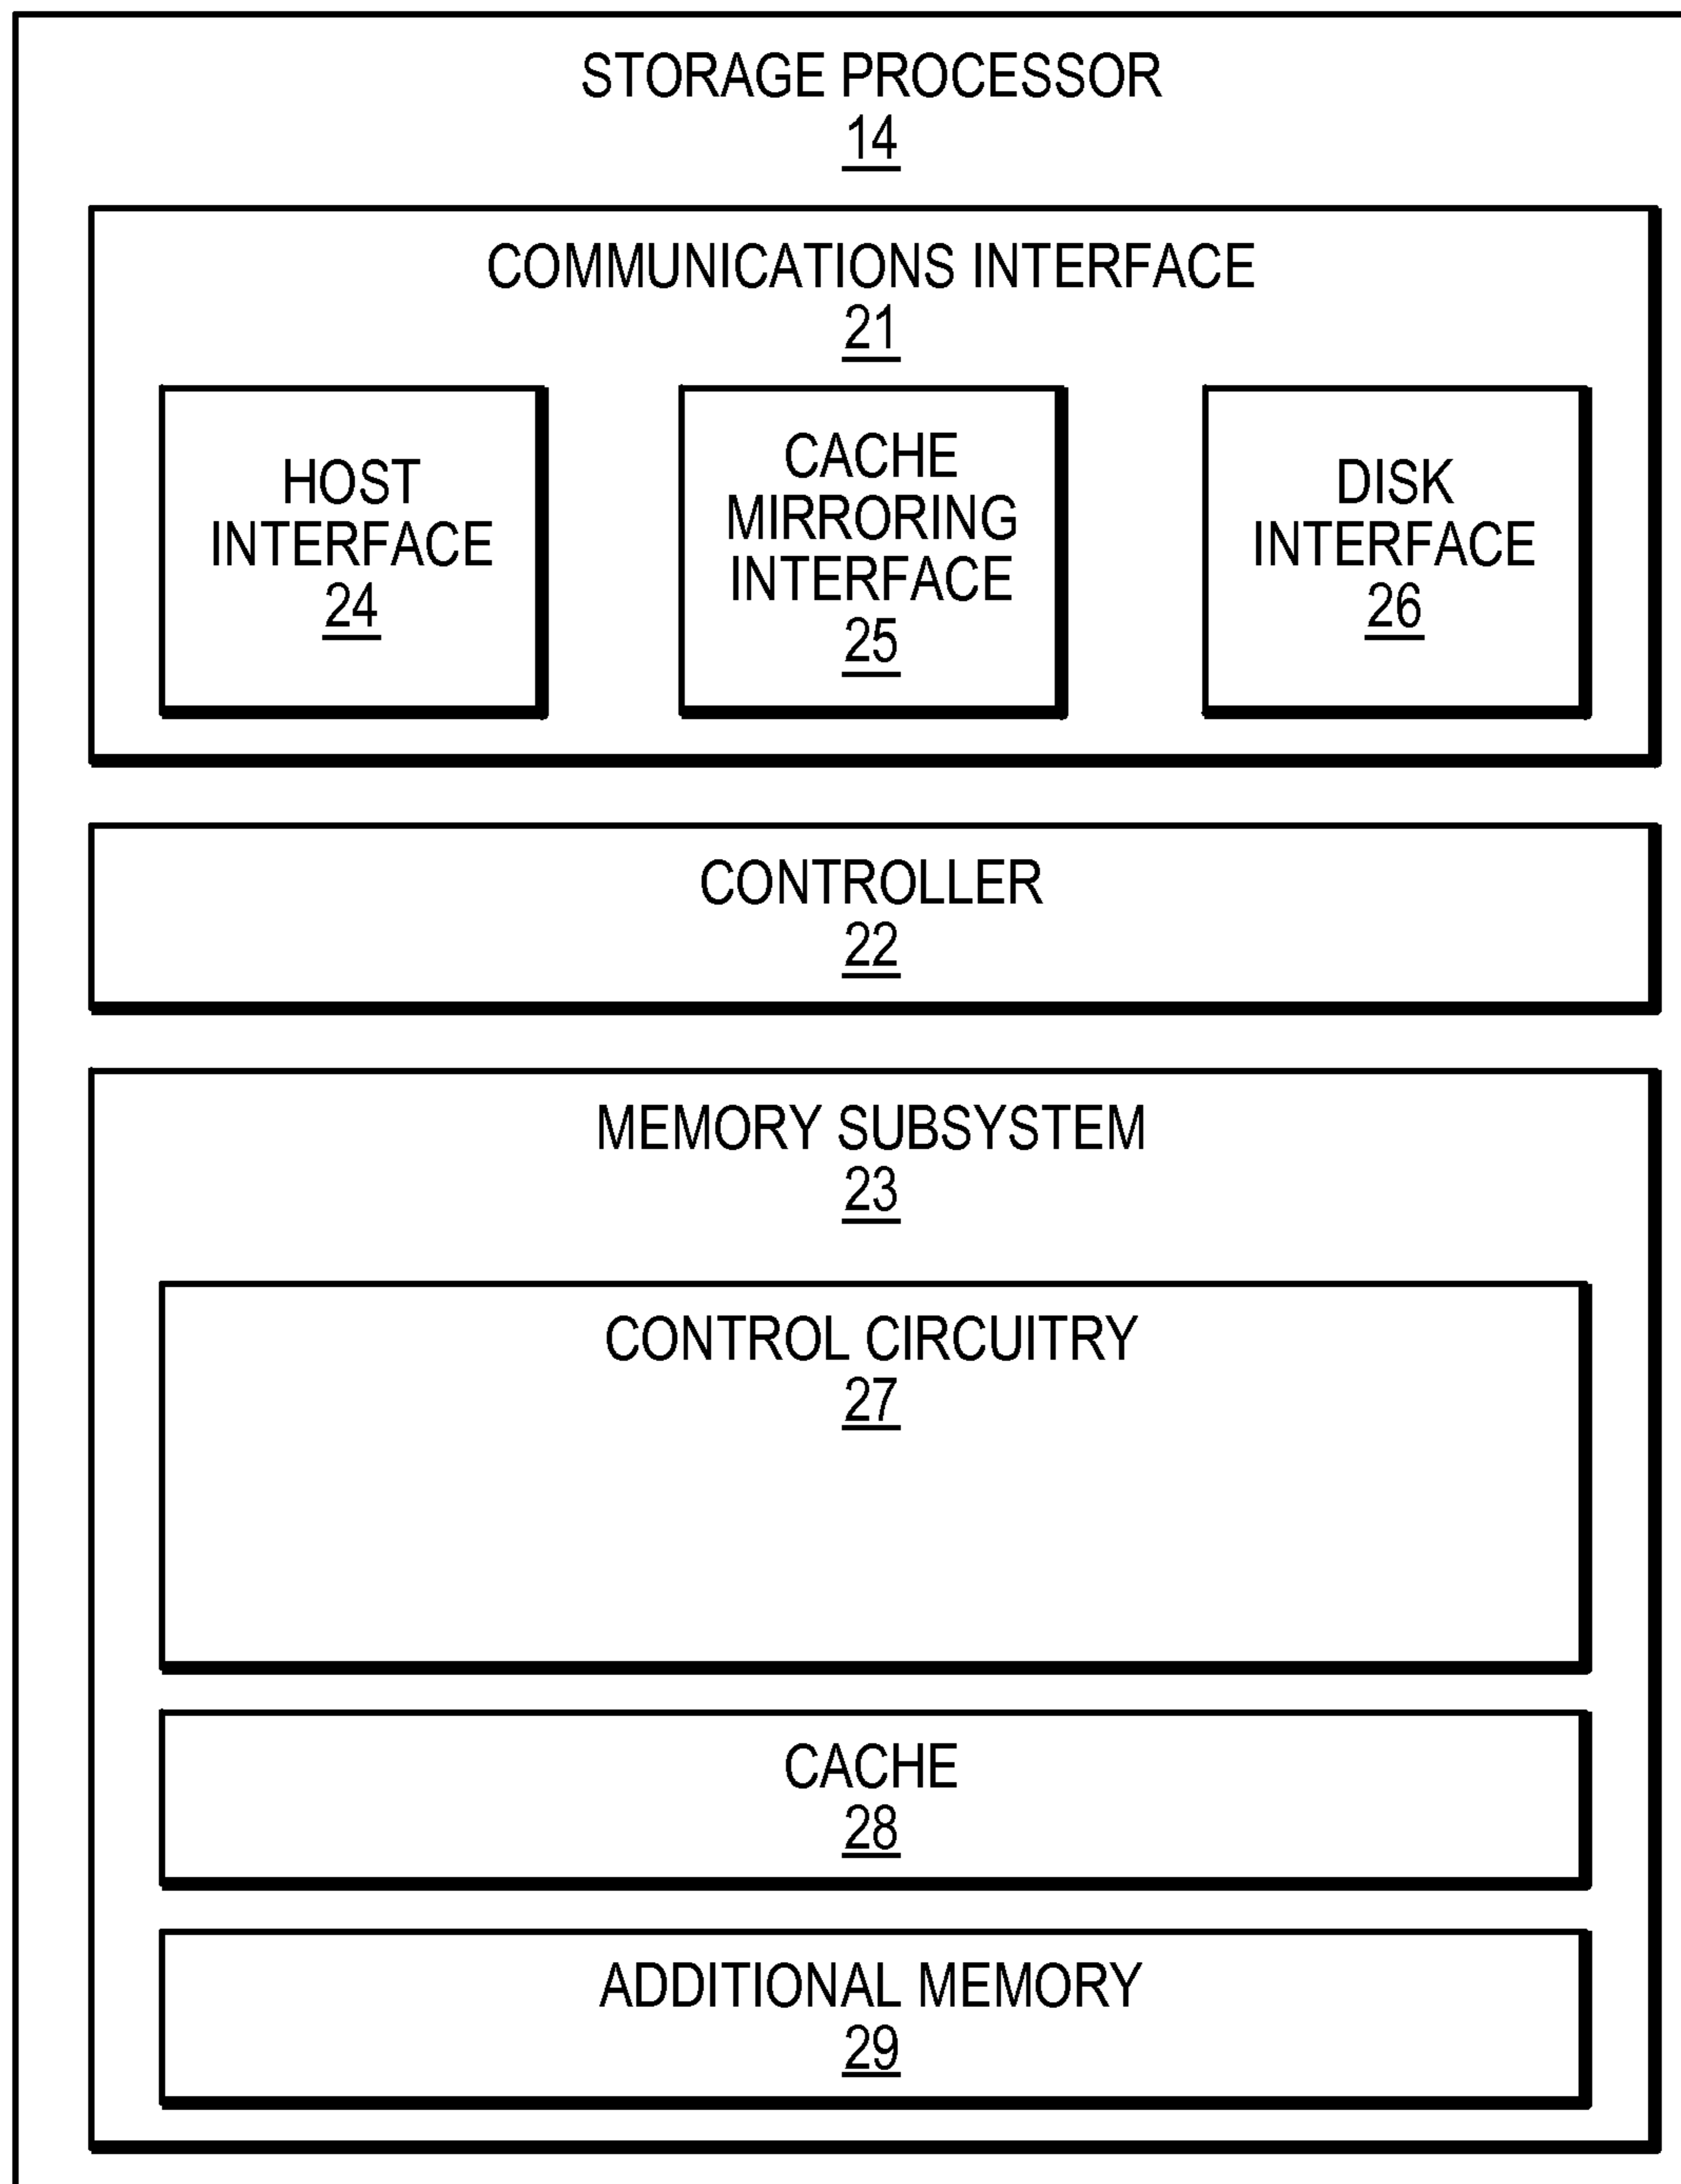 STORAGE PROCESSOR
14
COMMUNICATIONS INTERFACE
21
HOST
INTERFACE
24
CACHE
MIRRORING
INTERFACE
25
DISK
INTERFACE
26
CONTROLLER
22
MEMORY SUBSYSTEM
23
CONTROL CIRCUITRY
27
CACHE
28
ADDITIONAL MEMORY
29